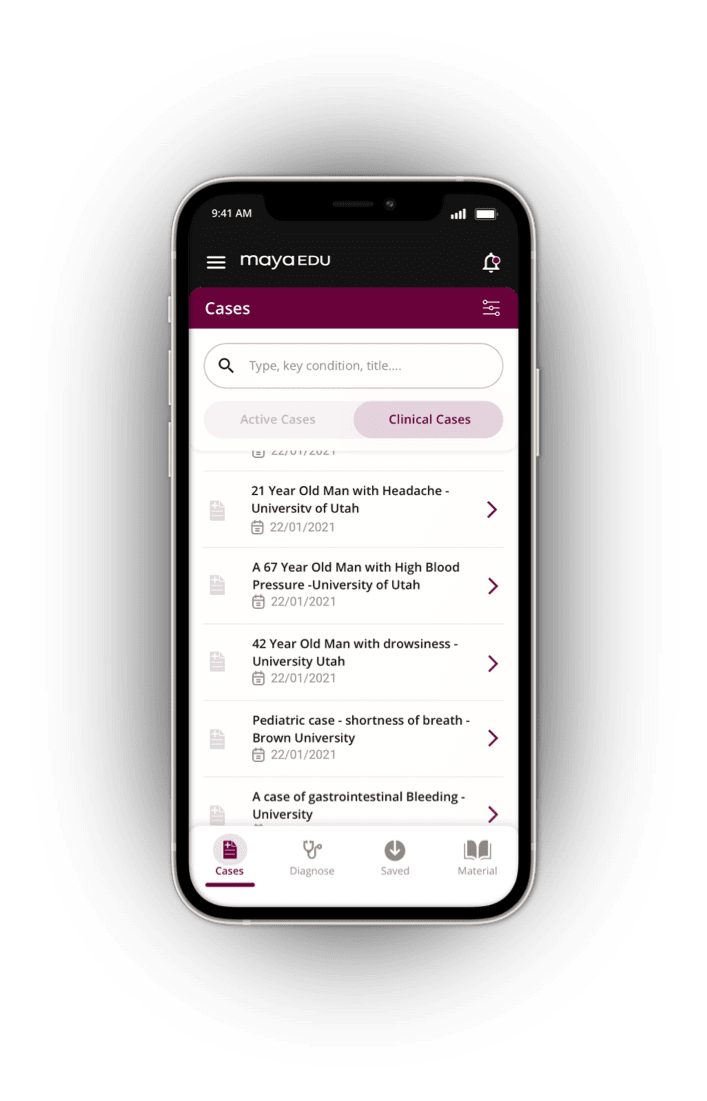 9:41 AM
maya EDU
Cases
Type, key condition, title....
Active Cases
Clinical Cases
22/01/2021
21 Year Old Man with Headache -
University of Utah
22/01/2021
A 67 Year Old Man with High Blood
Pressure -University of Utah
22/01/2021
42 Year Old Man with drowsiness -
University Utah
22/01/2021
Pediatric case - shortness of breath -
Brown University
22/01/2021
A case of gastrointestinal Bleeding -
University
Cases
Diagnose
Saved
Material